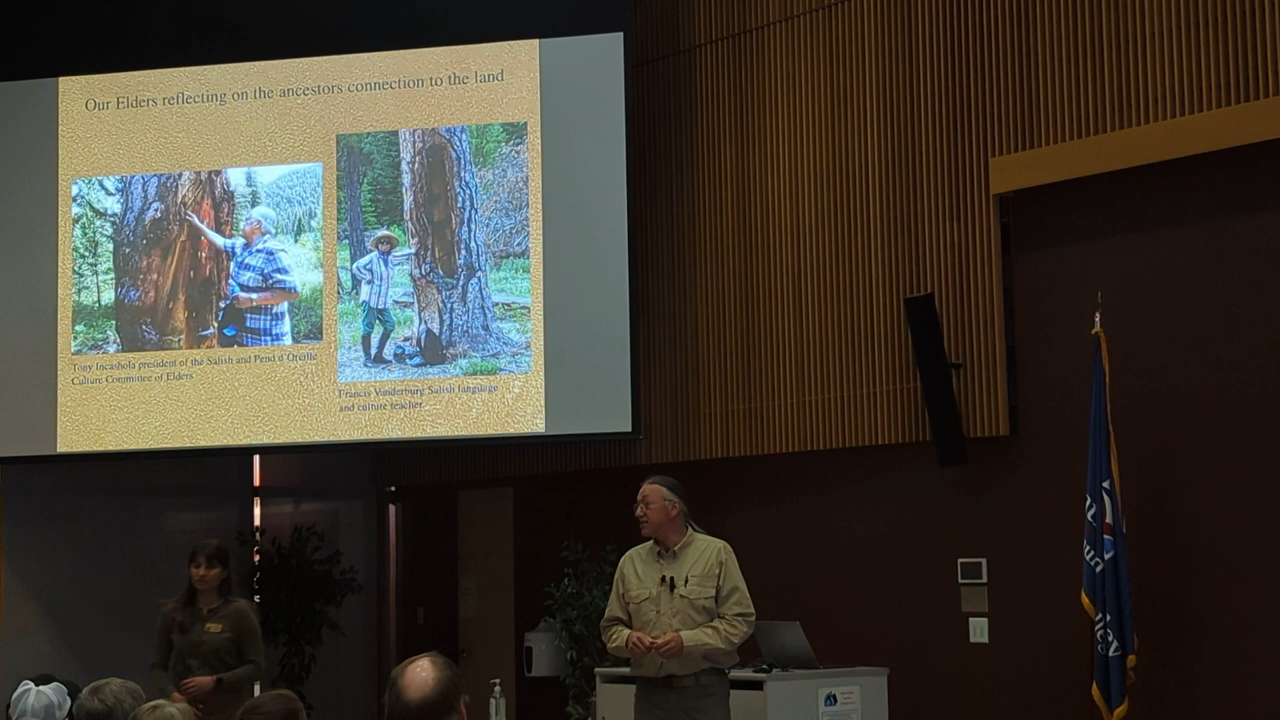 Our Elders reflecting on the ancestors connection to the land
Tony Incashola president of the Salish and Pend d'Oreille
Culture Committee of Elders
Francis Vanderburg Salish language
and culture teacher.